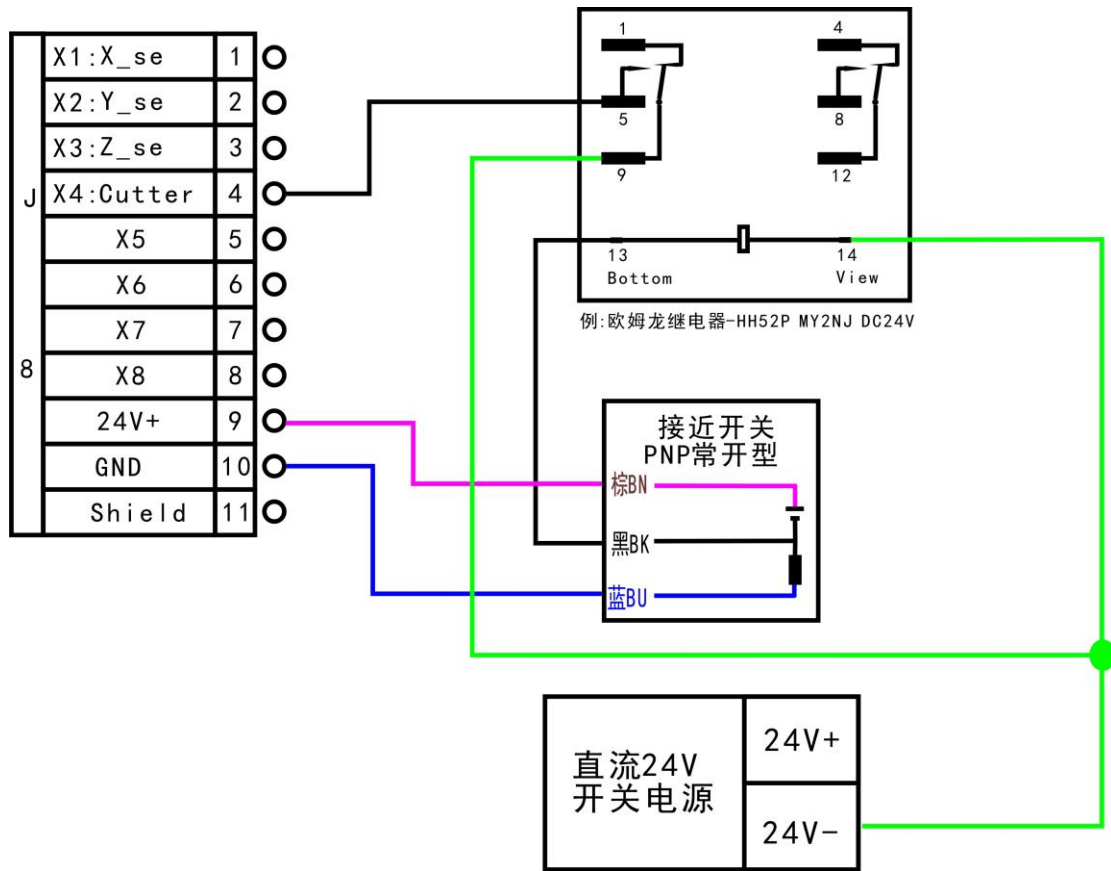 J
8
X1:X_se 1
X2:Y_se 2
X3:Z_se 3
X4:Cutter 4
X5 5
X6 6
X7 7
X8 8
24V+ 9
GND 10
Shield 11
1 4
5 8
9 12
13 14
Bottom View
例:欧姆龙继电器-HH52P MY2NJ DC24V
接近开关
PNP常开型
棕BN
黑BK
蓝BU
直流24V
开关电源
24V+
24V-